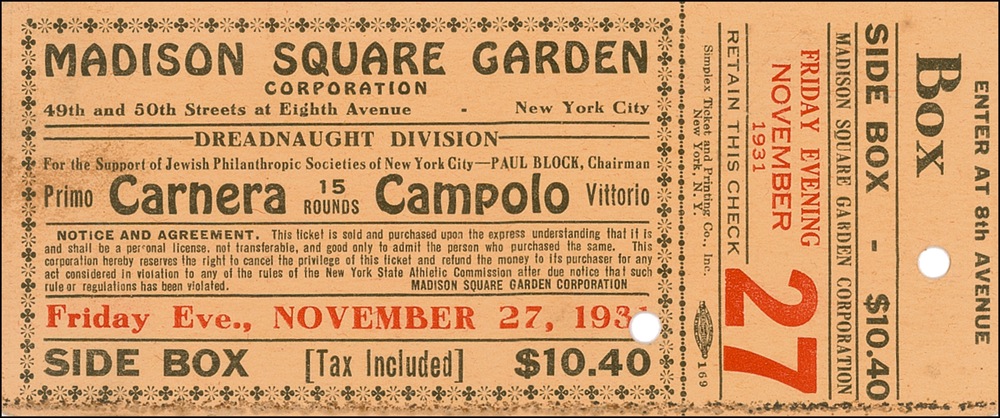 MADISON SQUARE GARDEN
CORPORATION
49th and 50th Streets at Eighth Avenue - New York City
DREADNAUGHT DIVISION
For the Support of Jewish Philanthropic Societies of New York City—PAUL BLOCK, Chairman
Primo Carnera 15 ROUNDS Campolo Vittorio
NOTICE AND AGREEMENT. This ticket is sold and purchased upon the express understanding that it is
and shall be a personal license, not transferable, and good only to admit the person who purchased the same. This
corporation hereby reserves the right to cancel the privilege of this ticket and refund the money to its purchaser for any
act considered in violation to any of the rules of the New York State Athletic Commission after due notice that such
rule or regulations has been violated. MADISON SQUARE GARDEN CORPORATION
Friday Eve., NOVEMBER 27, 1931
SIDE BOX [Tax Included] $10.40
ENTER AT 8th AVENUE
Box
SIDE BOX - $10.40
MADISON SQUARE GARDEN CORPORATION
FRIDAY EVENING
NOVEMBER
1931
27
RETAIN THIS CHECK
Simplex Ticket and Printing Co., Inc.,
New York, N.Y.
169